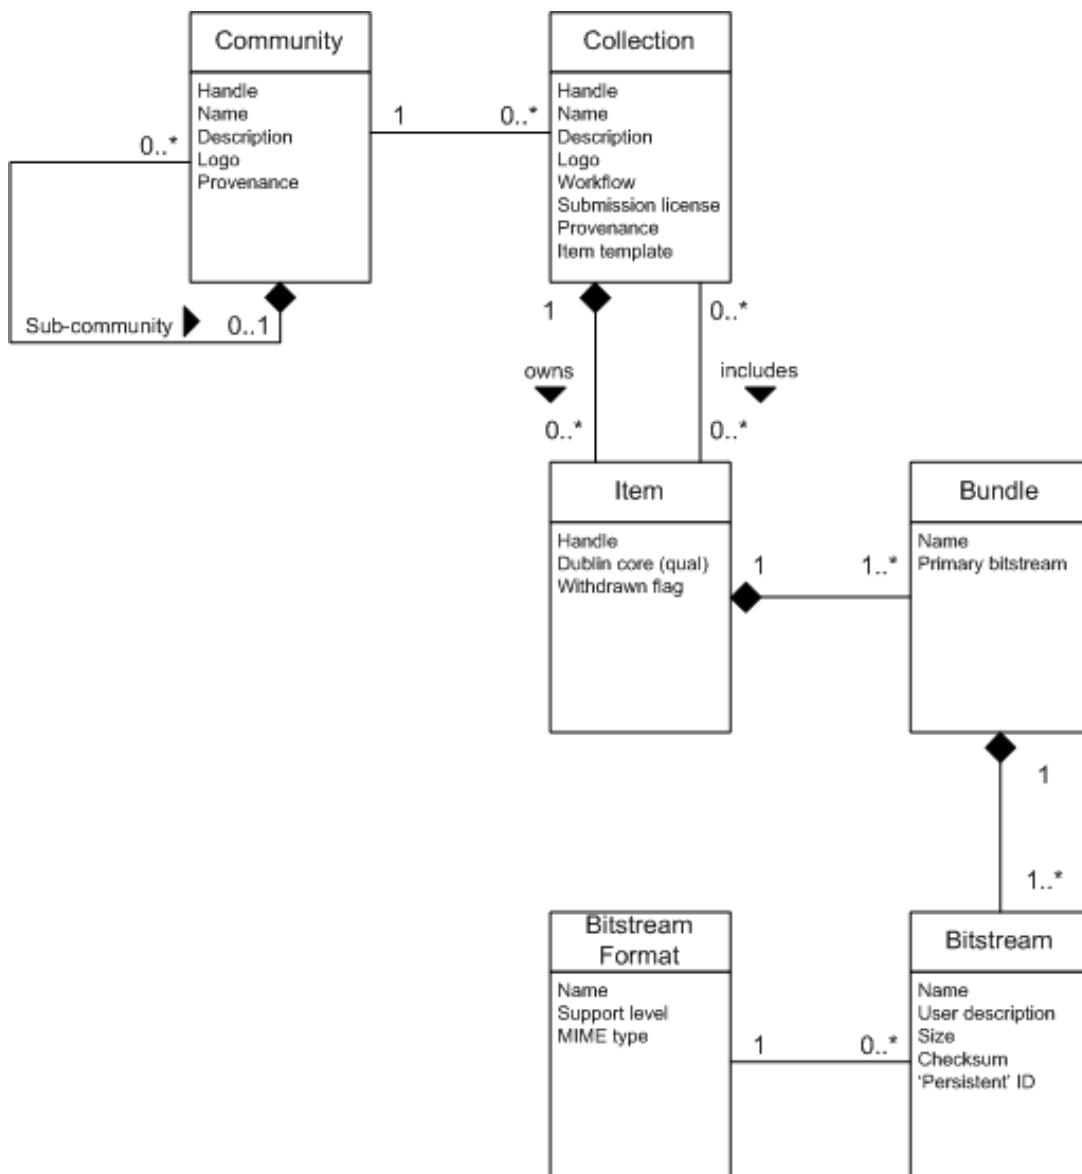 Community
Handle
Name
Description
Logo
Provenance
0..*
1
0..*
Collection
Handle
Name
Description
Logo
Workflow
Submission license
Provenance
Item template
Sub-community
0..1
1
0..*
owns
includes
0..*
0..*
Item
Handle
Dublin core (qual)
Withdrawn flag
1
1..*
Bundle
Name
Primary bitstream
1
1..*
Bitstream
Format
Name
Support level
MIME type
1
0..*
Bitstream
Name
User description
Size
Checksum
‘Persistent’ ID